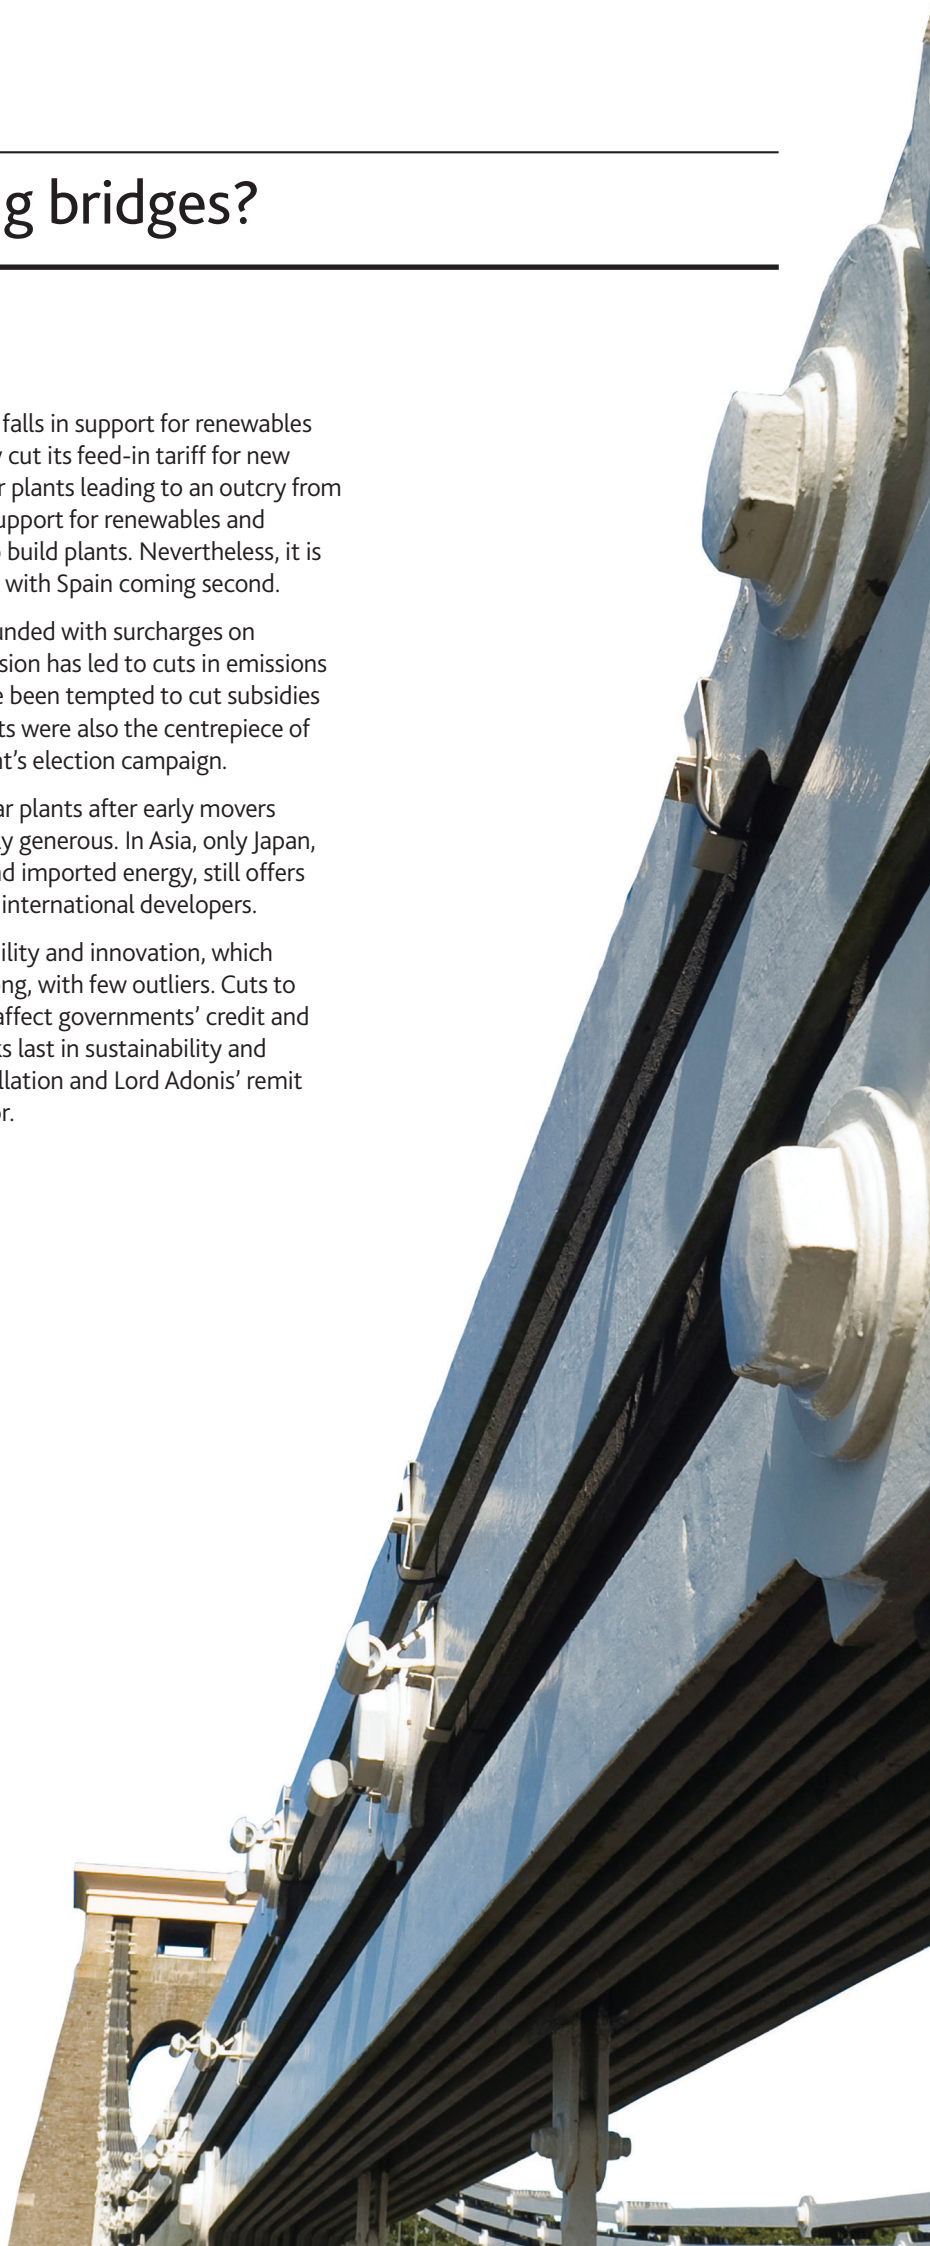 g bridges?
falls in support for renewables
cut its feed-in tariff for new
r plants leading to an outcry from
upport for renewables and
build plants. Nevertheless, it is
with Spain coming second.
unded with surcharges on
sion has led to cuts in emissions
e been tempted to cut subsidies
ts were also the centrepiece of
nt’s election campaign.
ar plants after early movers
ly generous. In Asia, only Japan,
nd imported energy, still offers
international developers.
ility and innovation, which
ong, with few outliers. Cuts to
affect governments’ credit and
ks last in sustainability and
llation and Lord Adonis’ remit
or.